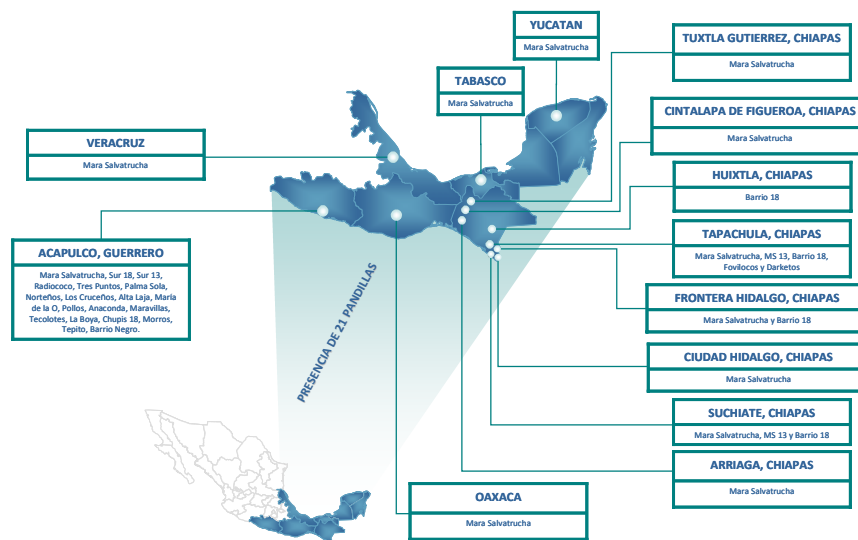 YUCATAN
Mara Salvatrucha
TABASCO
Mara Salvatrucha
TUXTLA GUTIERREZ, CHIAPAS
Mara Salvatrucha
CINTALAPA DE FIGUEROA, CHIAPAS
Mara Salvatrucha
VERACRUZ
Mara Salvatrucha
HUIXTLA, CHIAPAS
Barrio 18
ACAPULCO, GUERRERO
Mara Salvatrucha, Sur 18, Sur 13,
Radiococo, Tres Puntos, Palma Sola,
Norteños, Los Cruceños, Alta Laja, María
de la O, Pollos, Anaconda, Maravillas,
Tecolotes, La Boya, Chupis 18, Morros,
Tepito, Barrio Negro.
TAPACHULA, CHIAPAS
Mara Salvatrucha, MS 13, Barrio 18,
Fovilocos y Darketos
FRONTERA HIDALGO, CHIAPAS
Mara Salvatrucha y Barrio 18
PRESENCIA DE 21 PANDILLAS
CIUDAD HIDALGO, CHIAPAS
Mara Salvatrucha
SUCHIATE, CHIAPAS
Mara Salvatrucha, MS 13 y Barrio 18
ARRIAGA, CHIAPAS
Mara Salvatrucha
OAXACA
Mara Salvatrucha